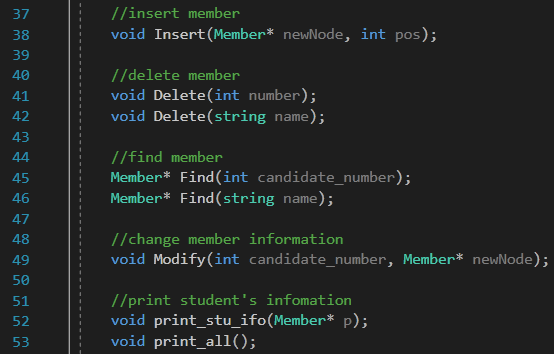 37 //insert member
38 void Insert(Member* newNode, int pos);
39
40 //delete member
41 void Delete(int number);
42 void Delete(string name);
43
44 //find member
45 Member* Find(int candidate_number);
46 Member* Find(string name);
47
48 //change member information
49 void Modify(int candidate_number, Member* newNode);
50
51 //print student's infomation
52 void print_stu_ifo(Member* p);
53 void print_all();